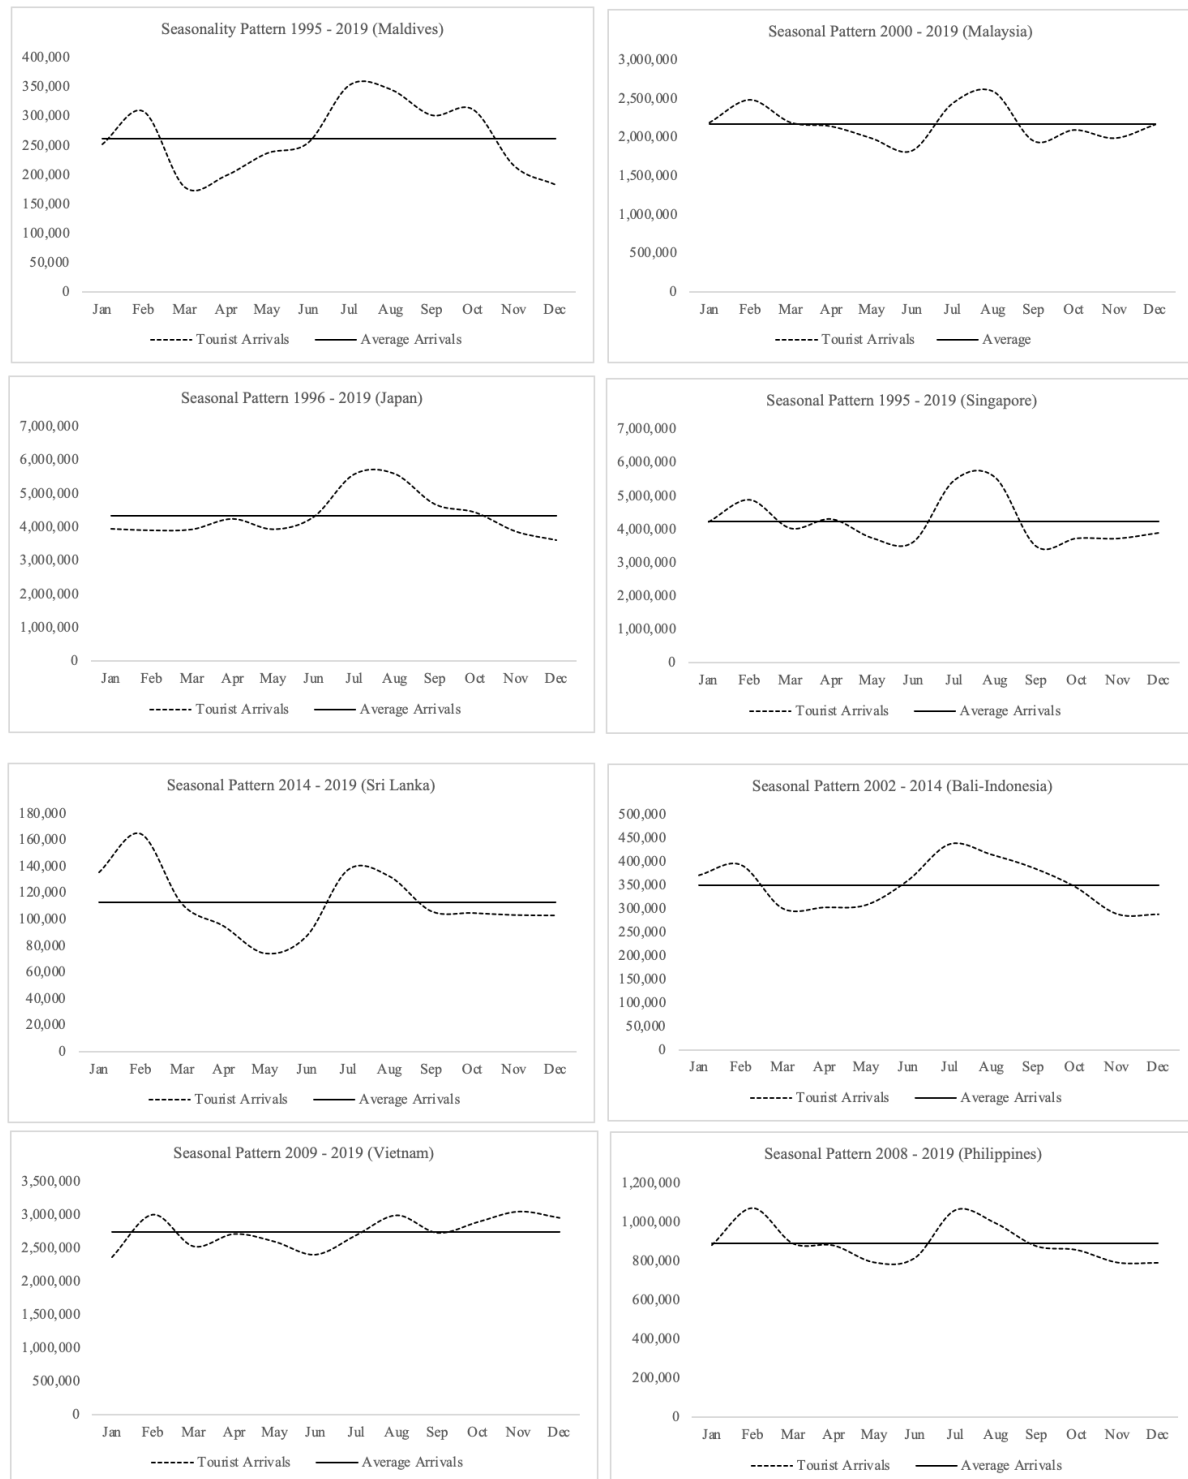 Seasonality Pattern 1995 - 2019 (Maldives)
400,000
350,000
300,000
250,000
200,000
150,000
100,000
50,000
0
Jan Feb Mar Apr May Jun Jul Aug Sep Oct Nov Dec
Tourist Arrivals Average Arrivals
Seasonal Pattern 2000 - 2019 (Malaysia)
3,000,000
2,500,000
2,000,000
1,500,000
1,000,000
500,000
0
Jan Feb Mar Apr May Jun Jul Aug Sep Oct Nov Dec
Tourist Arrivals Average
Seasonal Pattern 1996 - 2019 (Japan)
7,000,000
6,000,000
5,000,000
4,000,000
3,000,000
2,000,000
1,000,000
0
Jan Feb Mar Apr May Jun Jul Aug Sep Oct Nov Dec
Tourist Arrivals Average Arrivals
Seasonal Pattern 1995 - 2019 (Singapore)
7,000,000
6,000,000
5,000,000
4,000,000
3,000,000
2,000,000
1,000,000
0
Jan Feb Mar Apr May Jun Jul Aug Sep Oct Nov Dec
Tourist Arrivals Average Arrivals
Seasonal Pattern 2014 - 2019 (Sri Lanka)
180,000
160,000
140,000
120,000
100,000
80,000
60,000
40,000
20,000
0
Jan Feb Mar Apr May Jun Jul Aug Sep Oct Nov Dec
Tourist Arrivals Average Arrivals
Seasonal Pattern 2002 - 2014 (Bali-Indonesia)
500,000
450,000
400,000
350,000
300,000
250,000
200,000
150,000
100,000
50,000
0
Jan Feb Mar Apr May Jun Jul Aug Sep Oct Nov Dec
Tourist Arrivals Average Arrivals
Seasonal Pattern 2009 - 2019 (Vietnam)
3,500,000
3,000,000
2,500,000
2,000,000
1,500,000
1,000,000
500,000
0
Jan Feb Mar Apr May Jun Jul Aug Sep Oct Nov Dec
Tourist Arrivals Average Arrivals
Seasonal Pattern 2008 - 2019 (Philippines)
1,200,000
1,000,000
800,000
600,000
400,000
200,000
0
Jan Feb Mar Apr May Jun Jul Aug Sep Oct Nov Dec
Tourist Arrivals Average Arrivals